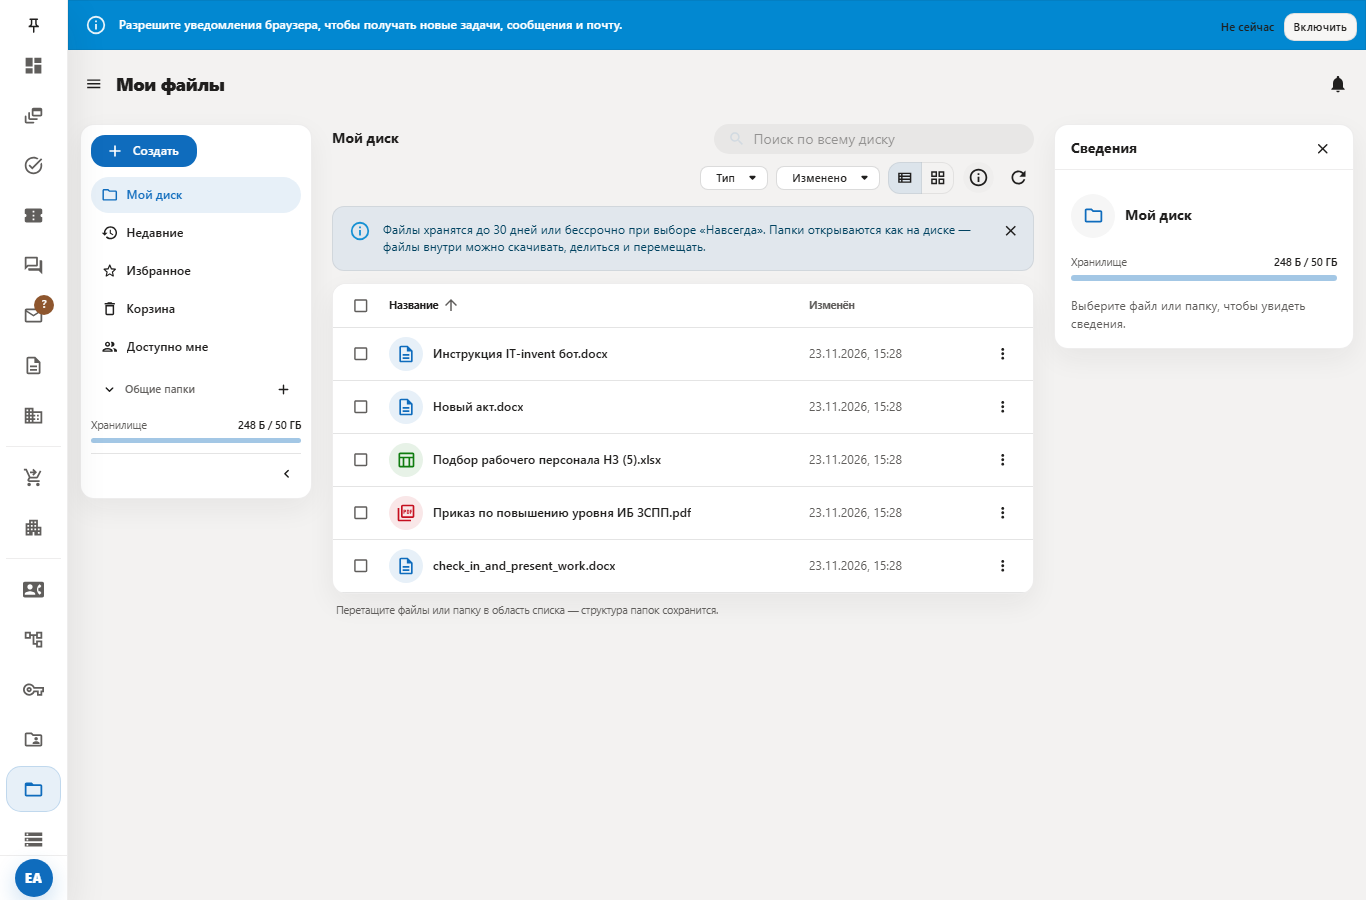 Разрешите уведомления браузера, чтобы получать новые задачи, сообщения и почту.
Не сейчас
Включить
Мои файлы
Создать
Мой диск
Недавние
Избранное
Корзина
Доступно мне
Общие папки
Хранилище
248 Б / 50 ГБ
?
EA
Мой диск
Поиск по всему диску
Тип
Изменено
Файлы хранятся до 30 дней или бессрочно при выборе «Навсегда». Папки открываются как на диске —
файлы внутри можно скачивать, делиться и перемещать.
Название
Изменён
Инструкция IT-invent бот.docx
23.11.2026, 15:28
Новый акт.docx
23.11.2026, 15:28
Подбор рабочего персонала НЗ (5).xlsx
23.11.2026, 15:28
PDF
Приказ по повышению уровня ИБ ЗСПП.pdf
23.11.2026, 15:28
check_in_and_present_work.docx
23.11.2026, 15:28
Перетащите файлы или папку в область списка — структура папок сохранится.
Сведения
Мой диск
Хранилище
248 Б / 50 ГБ
Выберите файл или папку, чтобы увидеть
сведения.